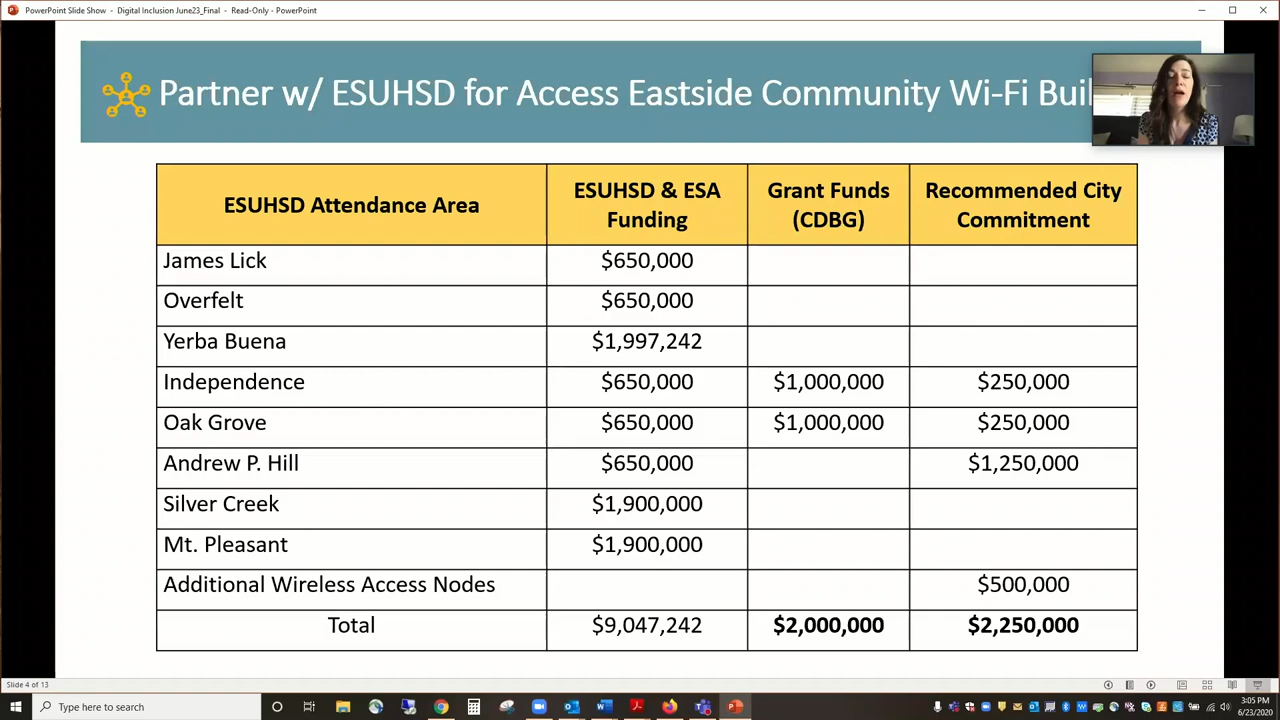 PowerPoint Slide Show - Digital Inclusion June23_Final - Read-Only - PowerPoint
Partner w/ ESUHSD for Access Eastside Community Wi-Fi
ESUHSD Attendance Area
ESUHSD & ESA Funding
Grant Funds (CDBG)
Recommended City Commitment
James Lick $650,000
Overfelt $650,000
Yerba Buena $1,997,242
Independence $650,000 $1,000,000 $250,000
Oak Grove $650,000 $1,000,000 $250,000
Andrew P. Hill $650,000 $1,250,000
Silver Creek $1,900,000
Mt. Pleasant $1,900,000
Additional Wireless Access Nodes $500,000
Total $9,047,242 $2,000,000 $2,250,000
Slide 4 of 13
Type here to search
3:05 PM
6/23/2020